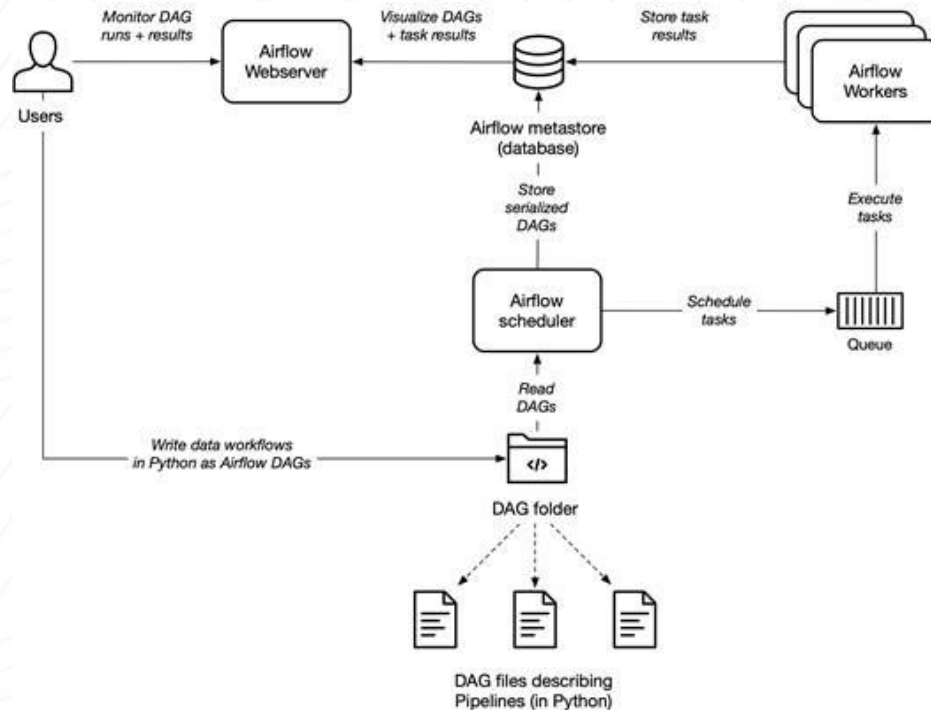 Monitor DAG
runs + results
Visualize DAGs
+ task results
Store task
results
Airflow
Webserver
Airflow
Workers
Users
Airflow metastore
(database)
Store
serialized
DAGs
Execute
tasks
Airflow
scheduler
Schedule
tasks
Queue
Read
DAGs
Write data workflows
in Python as Airflow DAGs
</>
DAG folder
DAG files describing
Pipelines (in Python)